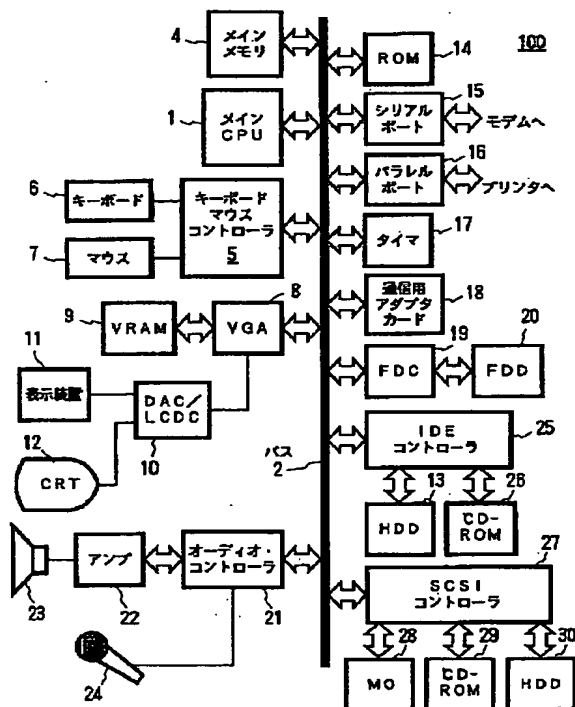 100
4
メイン
メモリ
14
ROM
1
メイン
CPU
15
シリアル
ポート
モデムへ
16
パラレル
ポート
プリンタへ
6
キーボード
キーボード
マウス
コントローラ
5
7
マウス
17
タイマ
18
通信用
アダプタ
カード
9
VRAM
8
VGA
19
FDC
20
FDD
11
表示装置
DAC/
LCDC
10
バス
2
IDE
コントローラ
25
12
CRT
13
HDD
26
CD-
ROM
23
アンプ
22
オーディオ・
コントローラ
21
27
SCSI
コントローラ
24
28
MO
29
CD-
ROM
30
HDD